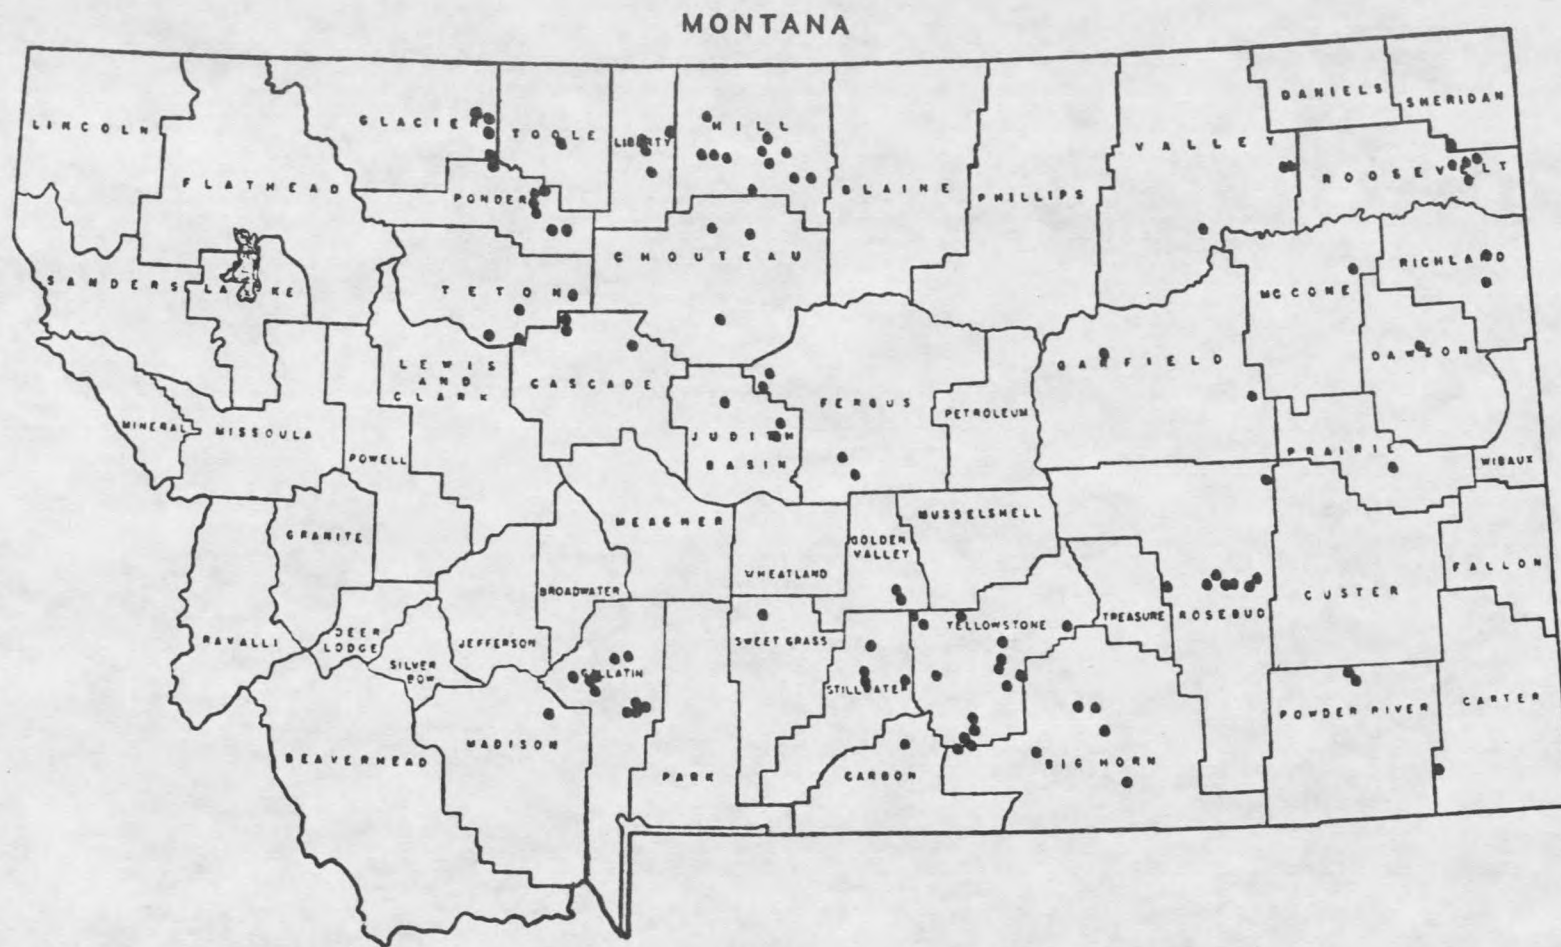 MONTANA
LINCOLN
FLATHEAD
GLACIER
TOOLE
LIBERTY
HILL
BLAINE
PHILLIPS
VALLEY
DANIELS
SHERIDAN
ROOSEVELT
PONDERA
SANDERS
LAKE
TETON
CHOUTEAU
MCCONE
RICHLAND
LEWIS
AND
CLARK
CASCADE
GARFIELD
DAWSON
MINERAL
MISSOULA
POWELL
JUDITH
BASIN
FERGUS
PETROLEUM
PRAIRIE
WIBAUX
GRANITE
MEAGHER
WHEATLAND
GOLDEN
VALLEY
MUSSELSHELL
BROADWATER
TREASURE
ROSEBUD
CUSTER
FALLON
RAVALLI
DEER
LODGE
SILVER
BOW
JEFFERSON
GALLATIN
SWEET GRASS
STILLWATER
YELLOWSTONE
BEAVERHEAD
MADISON
PARK
CARBON
BIG HORN
POWDER RIVER
CARTER